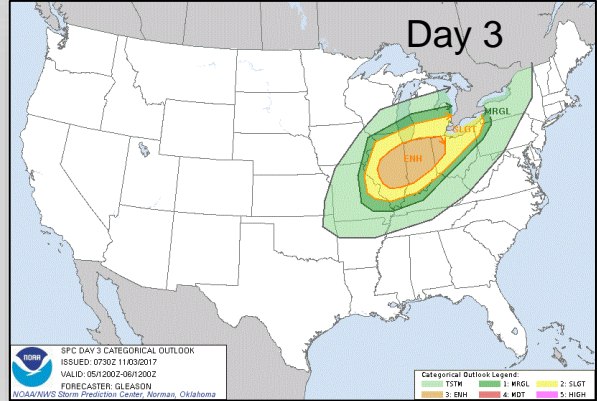 Day 3
MRGL
SLGT
ENH
NOAA
SPC DAY 3 CATEGORICAL OUTLOOK
ISSUED: 0730Z 11/03/2017
VALID: 05/1200Z-06/1200Z
FORECASTER: GLEASON
NOAA/NWS Storm Prediction Center, Norman, Oklahoma
Categorical Outlook Legend:
TSTM 1: MRGL 2: SLGT
3: ENH 4: MDT 5: HIGH